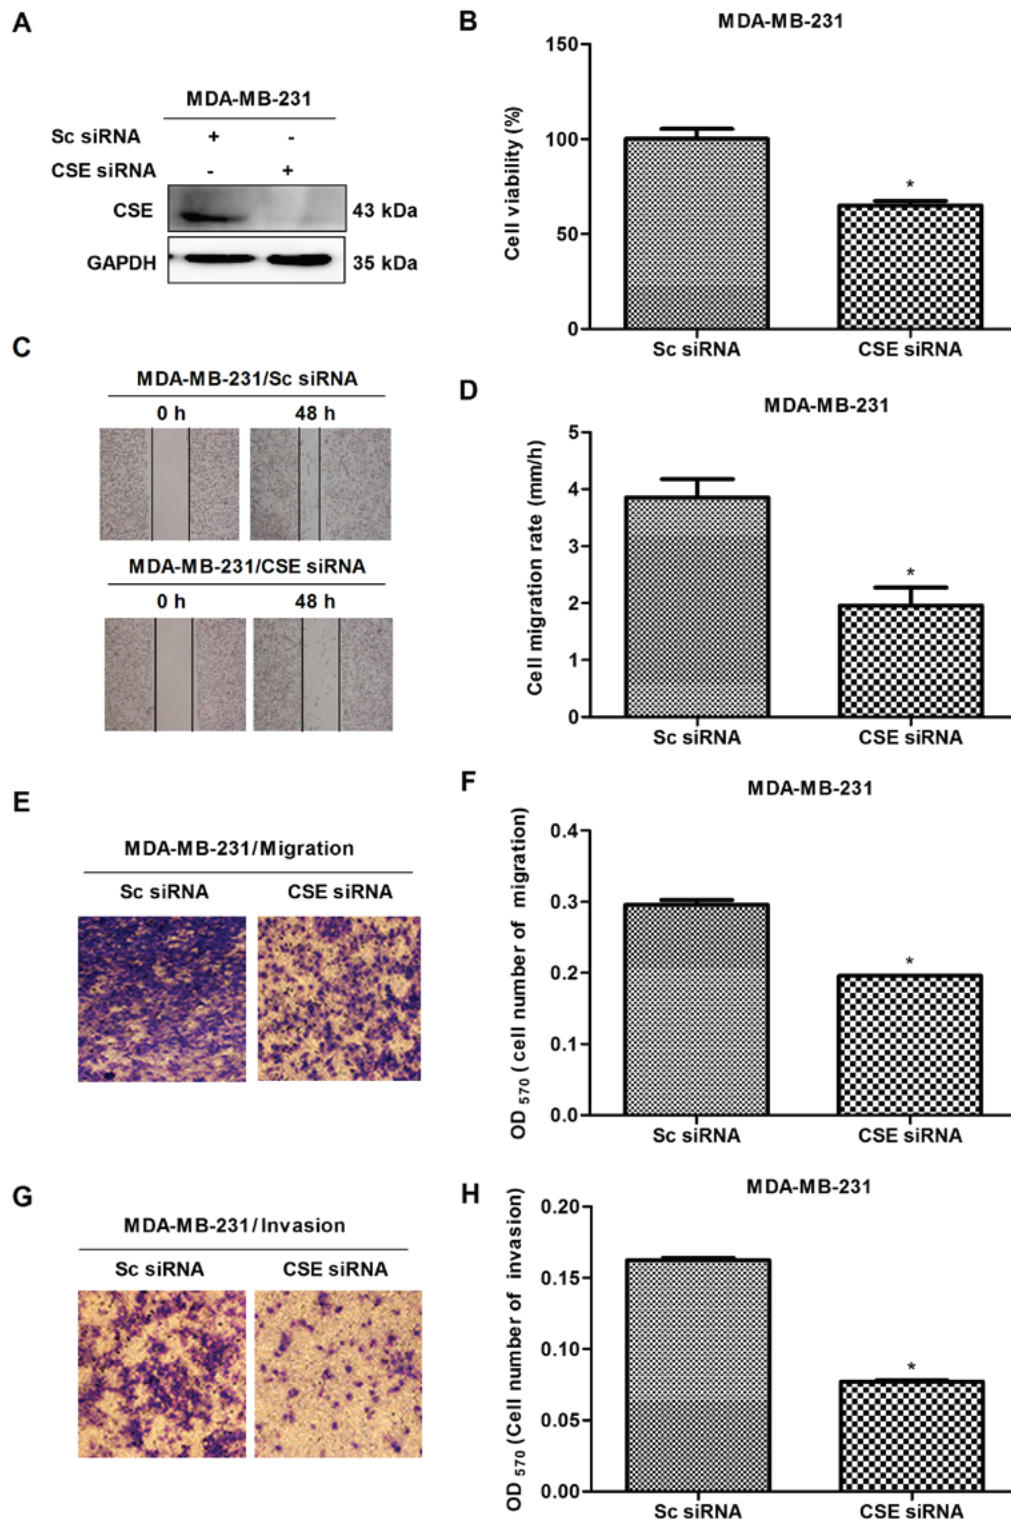 A
MDA-MB-231
Sc siRNA + -
CSE siRNA - +
CSE 43 kDa
GAPDH 35 kDa
B
MDA-MB-231
Cell viability (%)
150
100
50
0
*
Sc siRNA CSE siRNA
C
MDA-MB-231/Sc siRNA
0 h 48 h
MDA-MB-231/CSE siRNA
0 h 48 h
D
MDA-MB-231
Cell migration rate (mm/h)
5
4
3
2
1
0
*
Sc siRNA CSE siRNA
E
MDA-MB-231/Migration
Sc siRNA CSE siRNA
F
MDA-MB-231
OD 570 (cell number of migration)
0.4
0.3
0.2
0.1
0.0
*
Sc siRNA CSE siRNA
G
MDA-MB-231/Invasion
Sc siRNA CSE siRNA
H
MDA-MB-231
OD 570 (Cell number of invasion)
0.20
0.15
0.10
0.05
0.00
*
Sc siRNA CSE siRNA